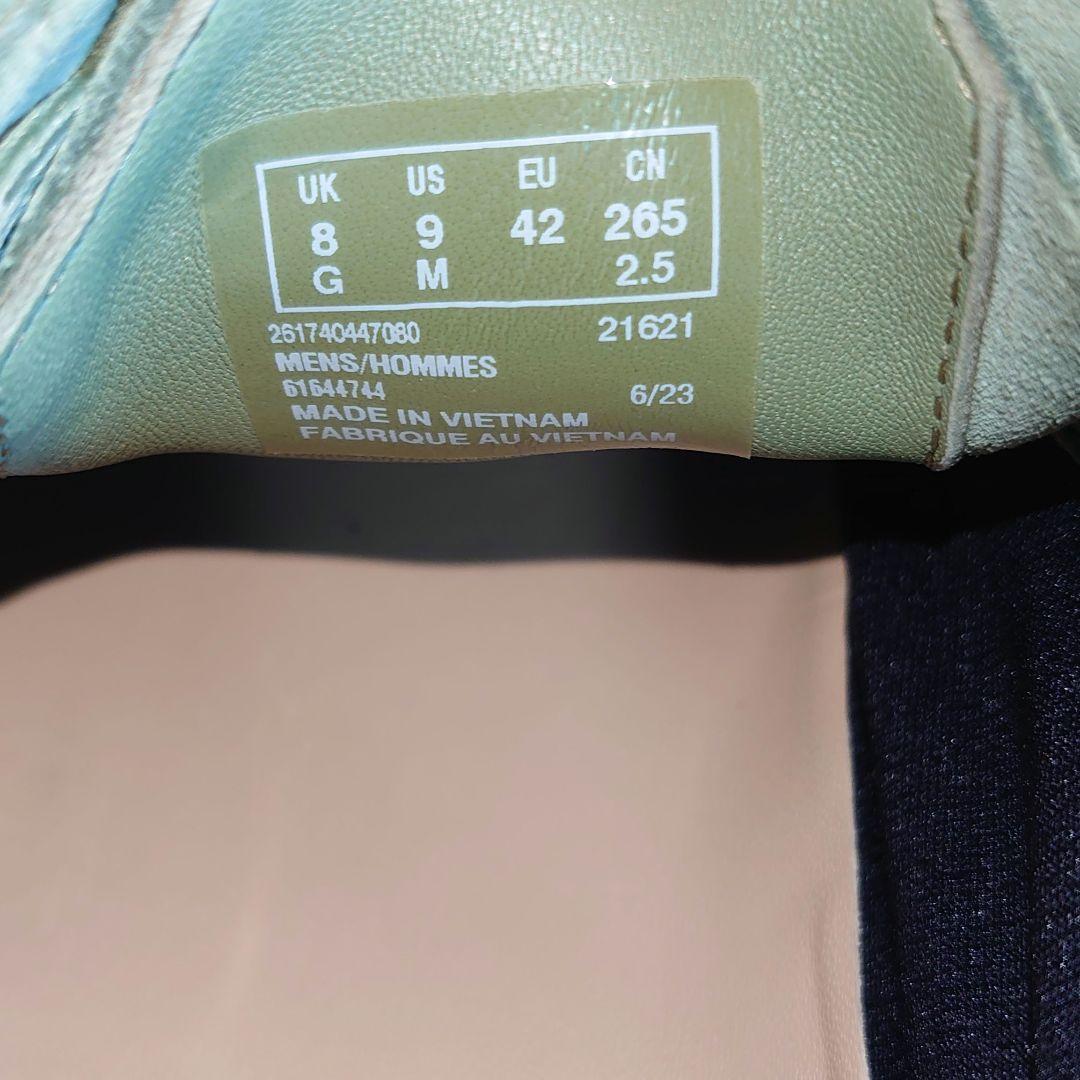 UK US EU CN
8 9 42 265
G M 2.5
261740447080 21621
MENS/HOMMES
61644744 6/23
MADE IN VIETNAM
FABRIQUE AU VIETNAM